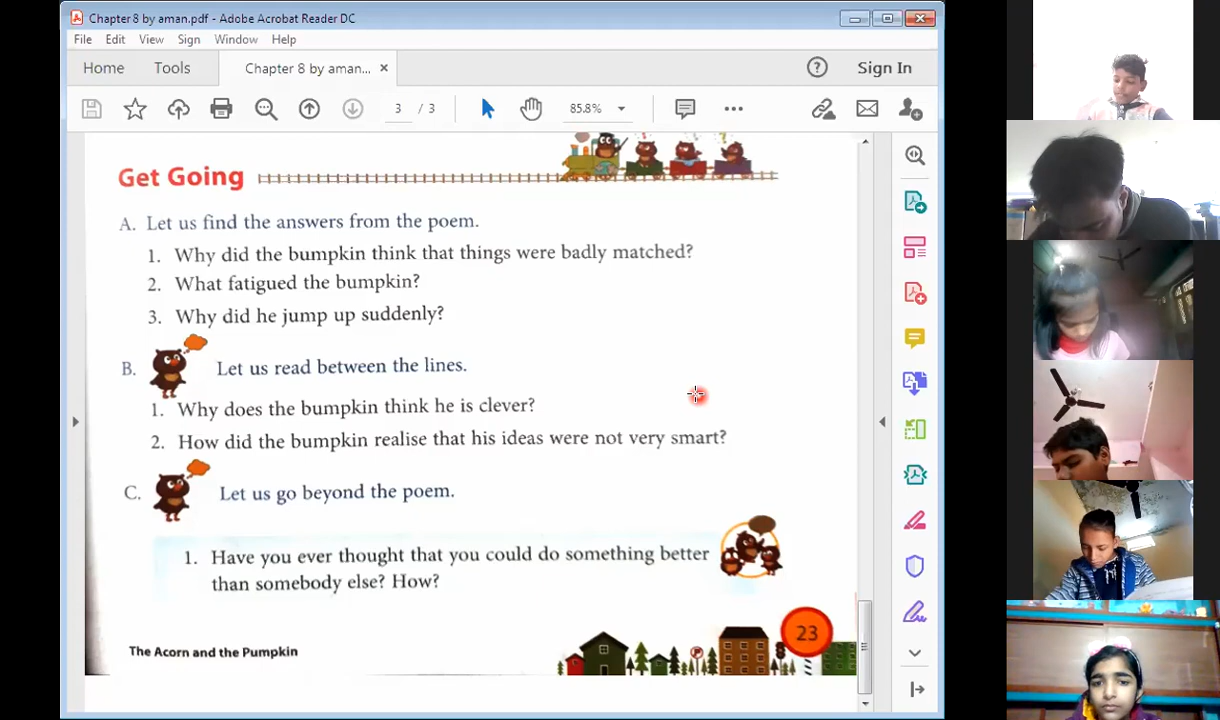 Chapter 8 by aman.pdf - Adobe Acrobat Reader DC
File Edit View Sign Window Help
Home Tools Chapter 8 by aman... × ? Sign In
3 / 3 85.8%
Get Going
A. Let us find the answers from the poem.
1. Why did the bumpkin think that things were badly matched?
2. What fatigued the bumpkin?
3. Why did he jump up suddenly?
B. Let us read between the lines.
1. Why does the bumpkin think he is clever?
2. How did the bumpkin realise that his ideas were not very smart?
C. Let us go beyond the poem.
1. Have you ever thought that you could do something better
than somebody else? How?
23
The Acorn and the Pumpkin